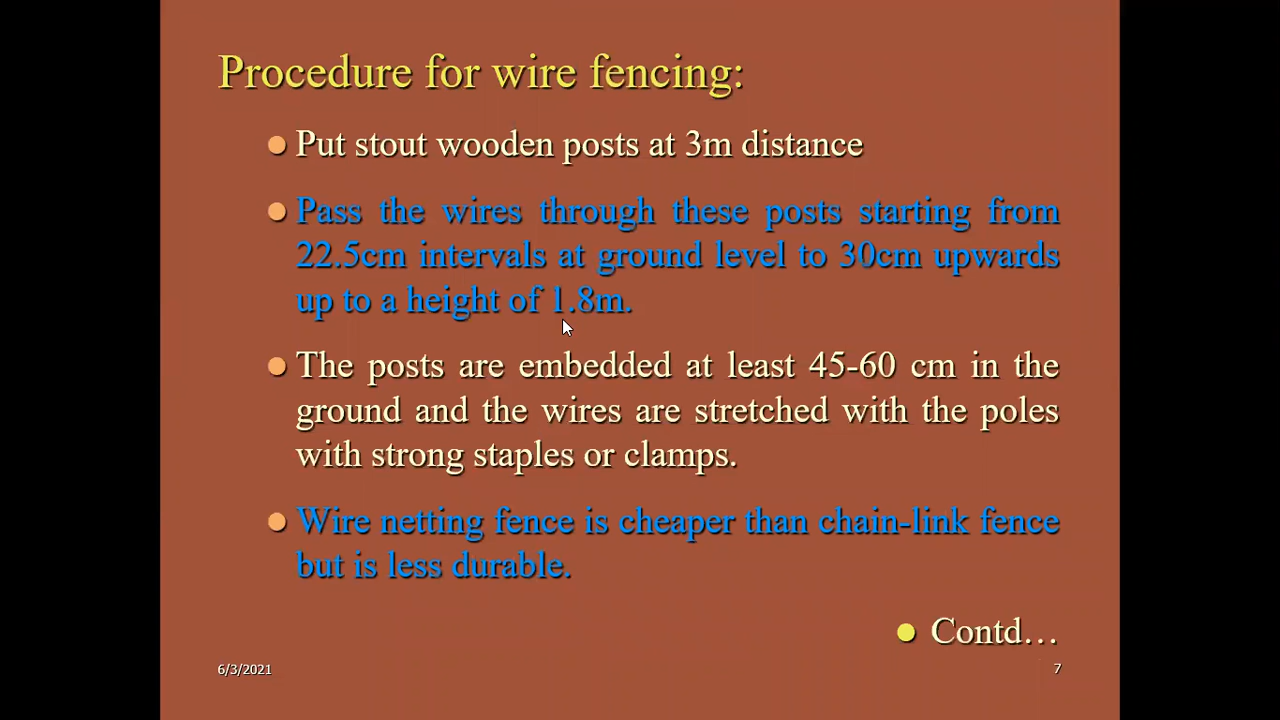 Procedure for wire fencing:
Put stout wooden posts at 3m distance
Pass the wires through these posts starting from
22.5cm intervals at ground level to 30cm upwards
up to a height of 1.8m.
The posts are embedded at least 45-60 cm in the
ground and the wires are stretched with the poles
with strong staples or clamps.
Wire netting fence is cheaper than chain-link fence
but is less durable.
Contd…
6/3/2021
7